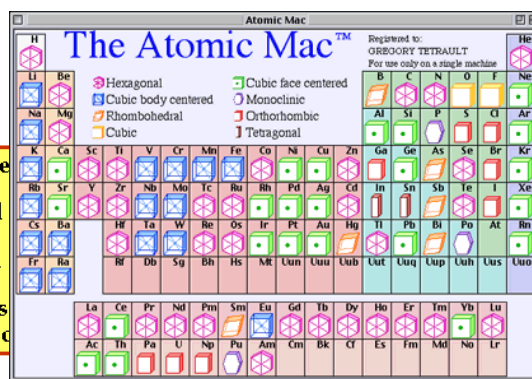 Atomic Mac
The Atomic Mac™
Registered to:
GREGORY TETRAULT
For use only on a single machine
H He
Hexagonal
Cubic body centered
Rhombohedral
Cubic
Cubic face centered
Monoclinic
Orthorhombic
Tetragonal
Li Be B C N O F Ne
Na Mg Al Si P S Cl Ar
K Ca Sc Ti V Cr Mn Fe Co Ni Cu Zn Ga Ge As Se Br Kr
Rb Sr Y Zr Nb Mo Tc Ru Rh Pd Ag Cd In Sn Sb Te I Xe
Cs Ba Hf Ta W Re Os Ir Pt Au Hg Tl Pb Bi Po At Rn
Fr Ra Rf Db Sg Bh Hs Mt Uun Uuu Uub Uut Uuq Uup Uuh Uus Uuo
La Ce Pr Nd Pm Sm Eu Gd Tb Dy Ho Er Tm Yb Lu
Ac Th Pa U Np Pu Am Cm Bk Cf Es Fm Md No Lr